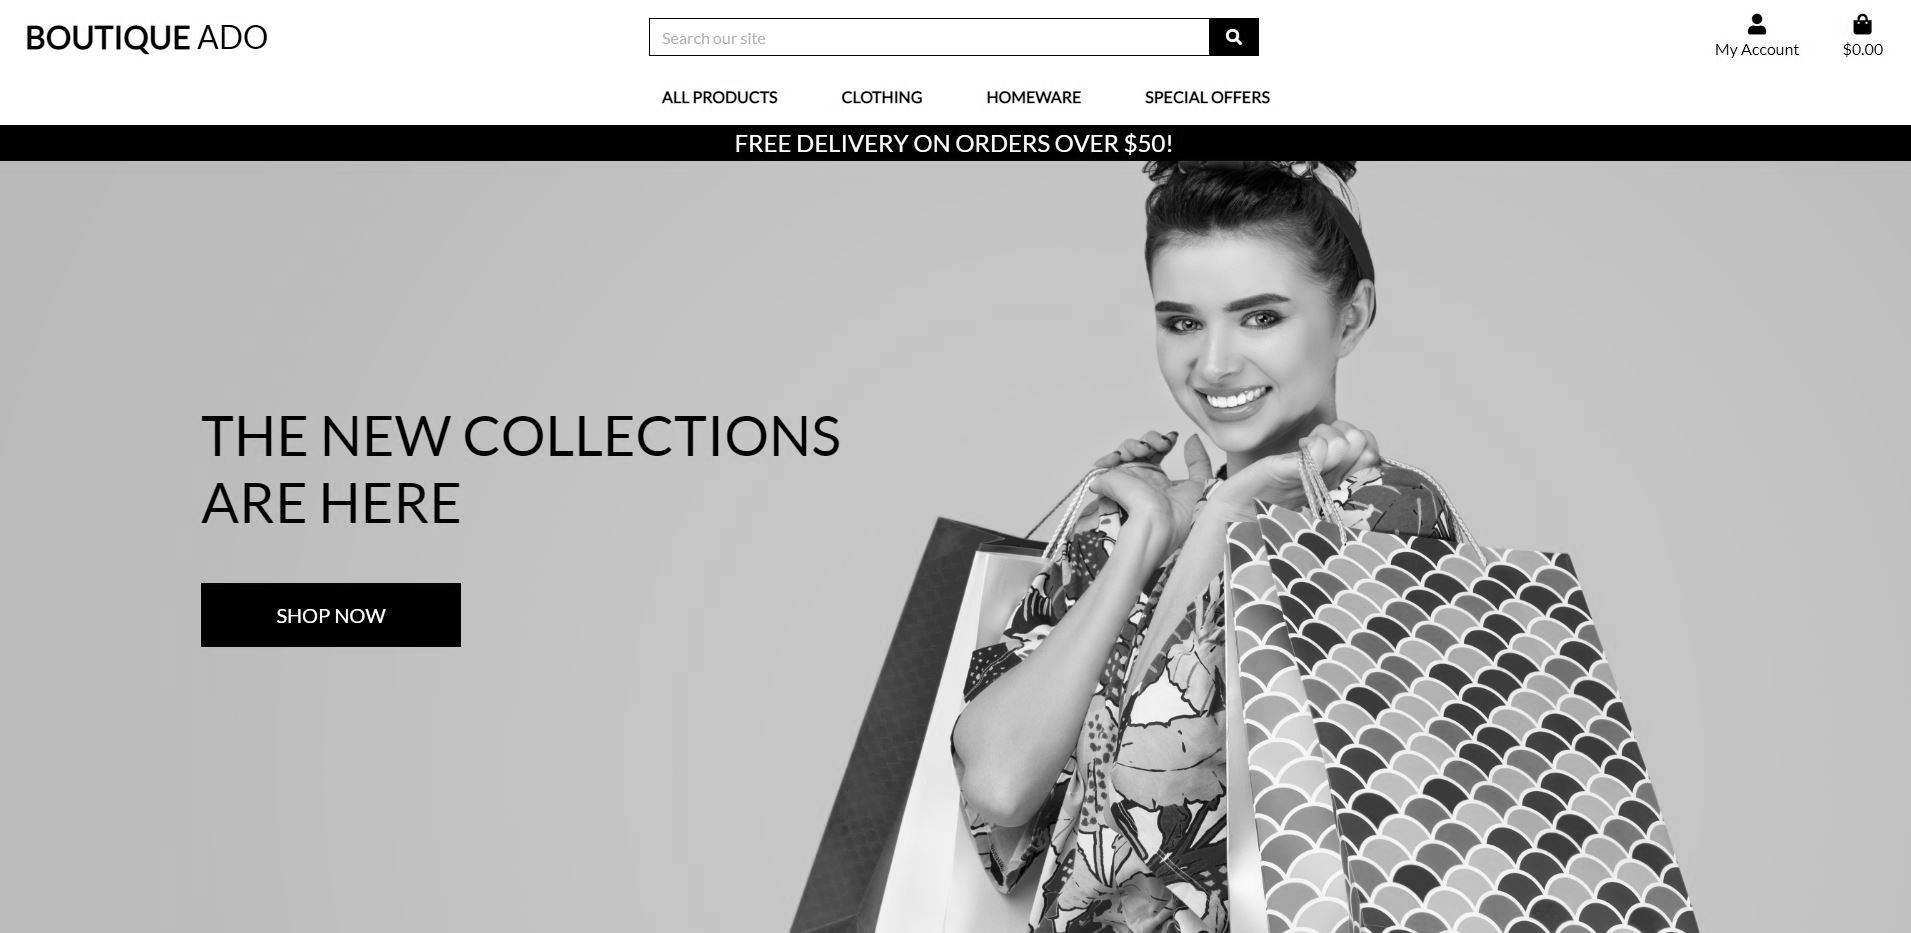 BOUTIQUE ADO
Search our site
My Account
$0.00
ALL PRODUCTS
CLOTHING
HOMEWARE
SPECIAL OFFERS
FREE DELIVERY ON ORDERS OVER $50!
THE NEW COLLECTIONS
ARE HERE
SHOP NOW